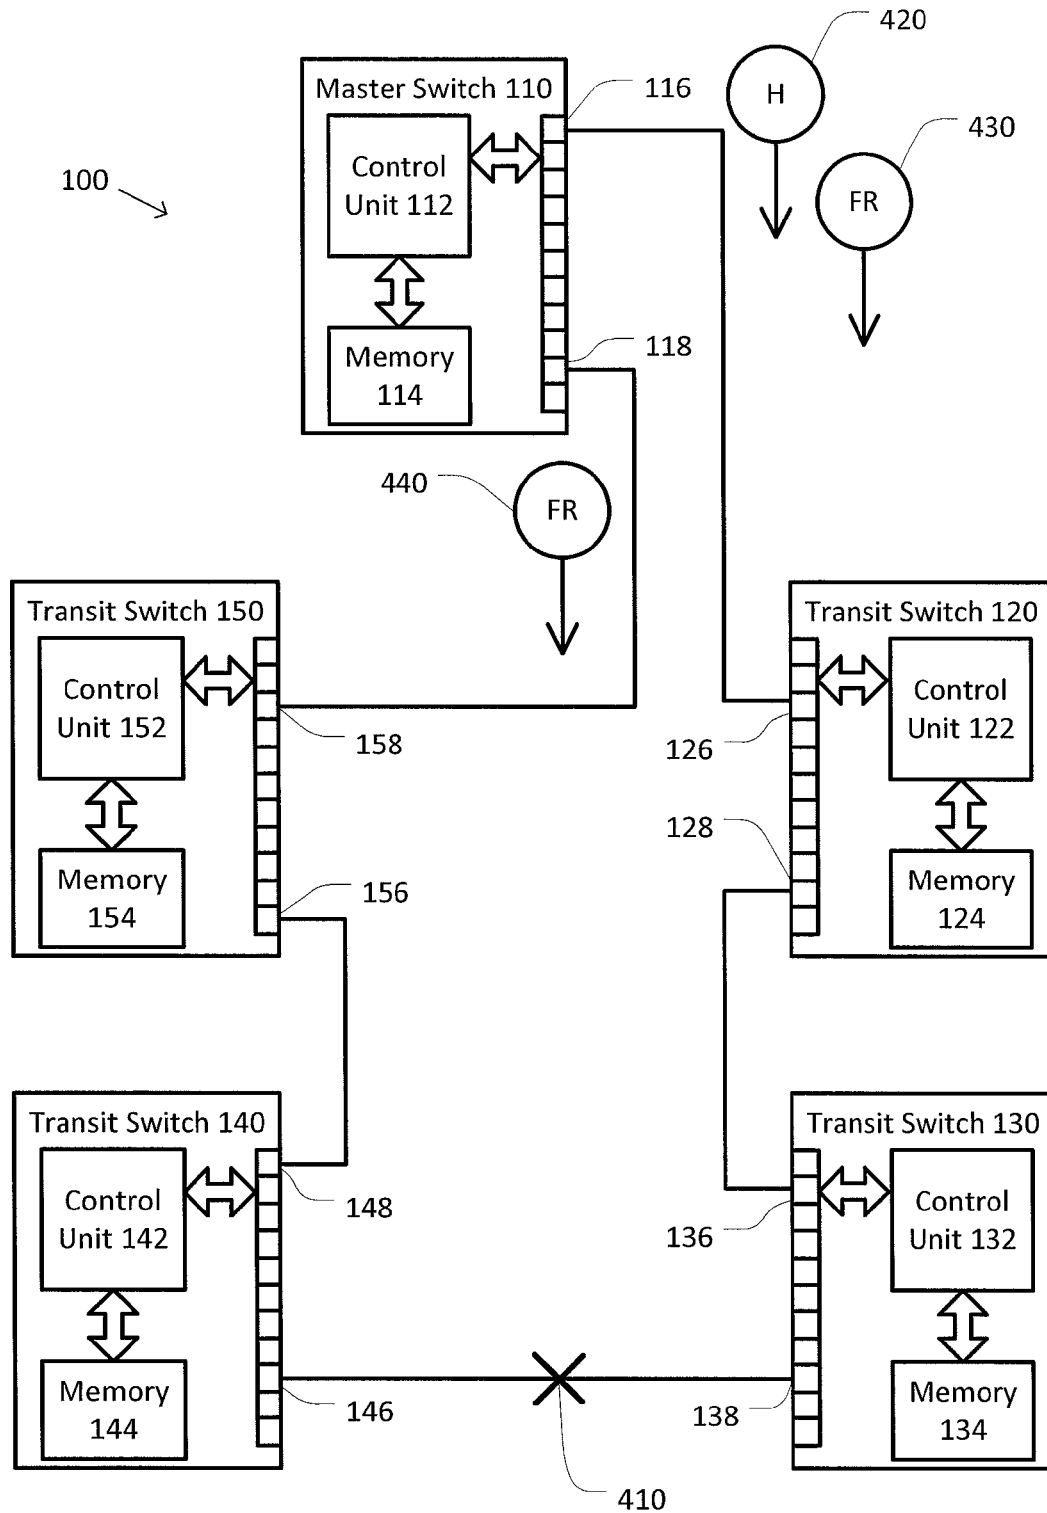 420
Master Switch 110
116
H
430
Control
Unit 112
100
FR
118
Memory
114
440
FR
Transit Switch 150
Transit Switch 120
Control
Unit 152
Control
Unit 122
158
126
128
156
Memory
154
Memory
124
Transit Switch 140
Transit Switch 130
Control
Unit 142
Control
Unit 132
148
136
Memory
144
Memory
134
146
138
410